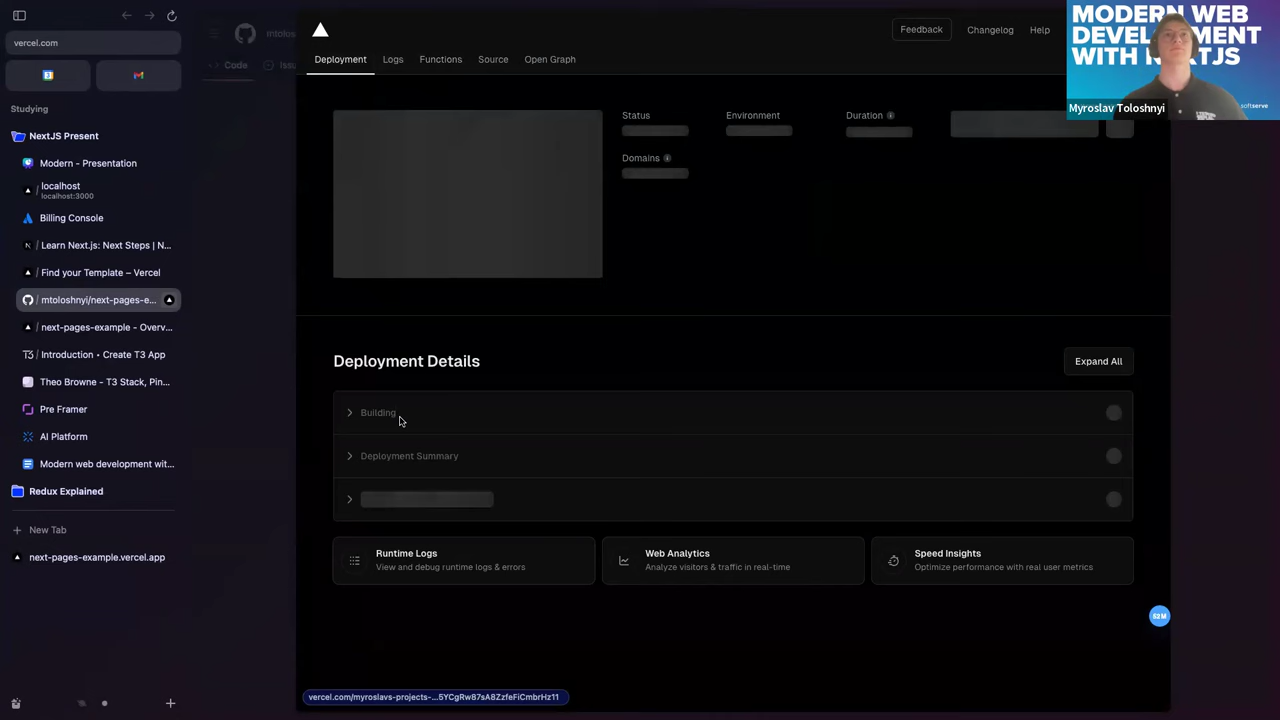 vercel.com
Studying
NextJS Present
Modern - Presentation
/ localhost
localhost:3000
Billing Console
/ Learn Next.js: Next Steps | N...
/ Find your Template – Vercel
/ mtoloshnyi/next-pages-e...
/ next-pages-example - Overv...
/ Introduction • Create T3 App
Theo Browne - T3 Stack, Pin...
Pre Framer
AI Platform
Modern web development wit...
Redux Explained
New Tab
next-pages-example.vercel.app
mtolos
Code
Issu
Feedback
Changelog
Help
Deployment
Logs
Functions
Source
Open Graph
Status
Environment
Duration
Domains
Deployment Details
Expand All
Building
Deployment Summary
Runtime Logs
View and debug runtime logs & errors
Web Analytics
Analyze visitors & traffic in real-time
Speed Insights
Optimize performance with real user metrics
52M
vercel.com/myroslavs-projects-...5YCgRw87sA8ZzfeFiCmbrHz11
MODERN WEB
DEVELOPMENT
WITH NEXTJS
Myroslav Toloshnyi
softserve